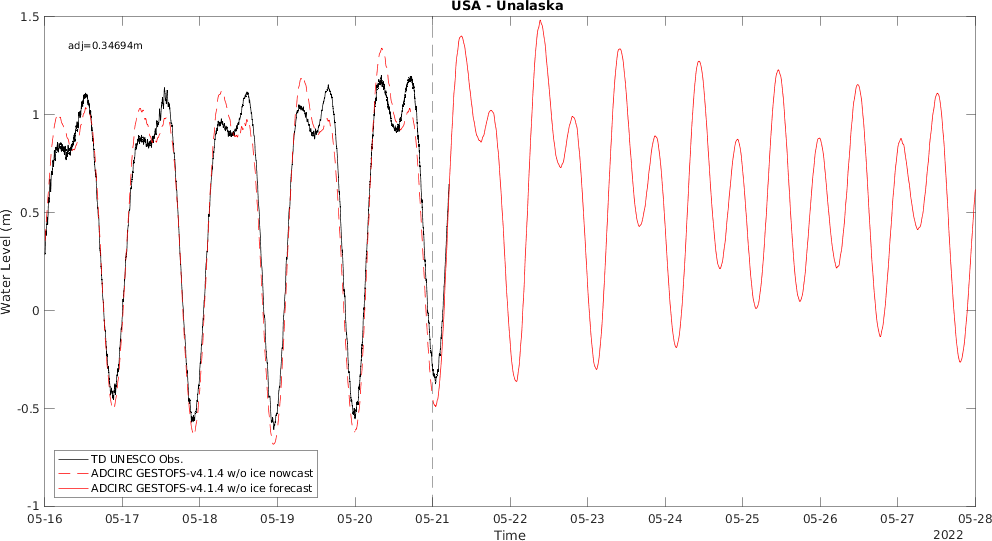 USA - Unalaska
adj=0.34694m
Water Level (m)
1.5
1
0.5
0
-0.5
-1
TD UNESCO Obs.
ADCIRC GESTOFS-v4.1.4 w/o ice nowcast
ADCIRC GESTOFS-v4.1.4 w/o ice forecast
05-16 05-17 05-18 05-19 05-20 05-21 05-22 05-23 05-24 05-25 05-26 05-27 05-28
Time
2022